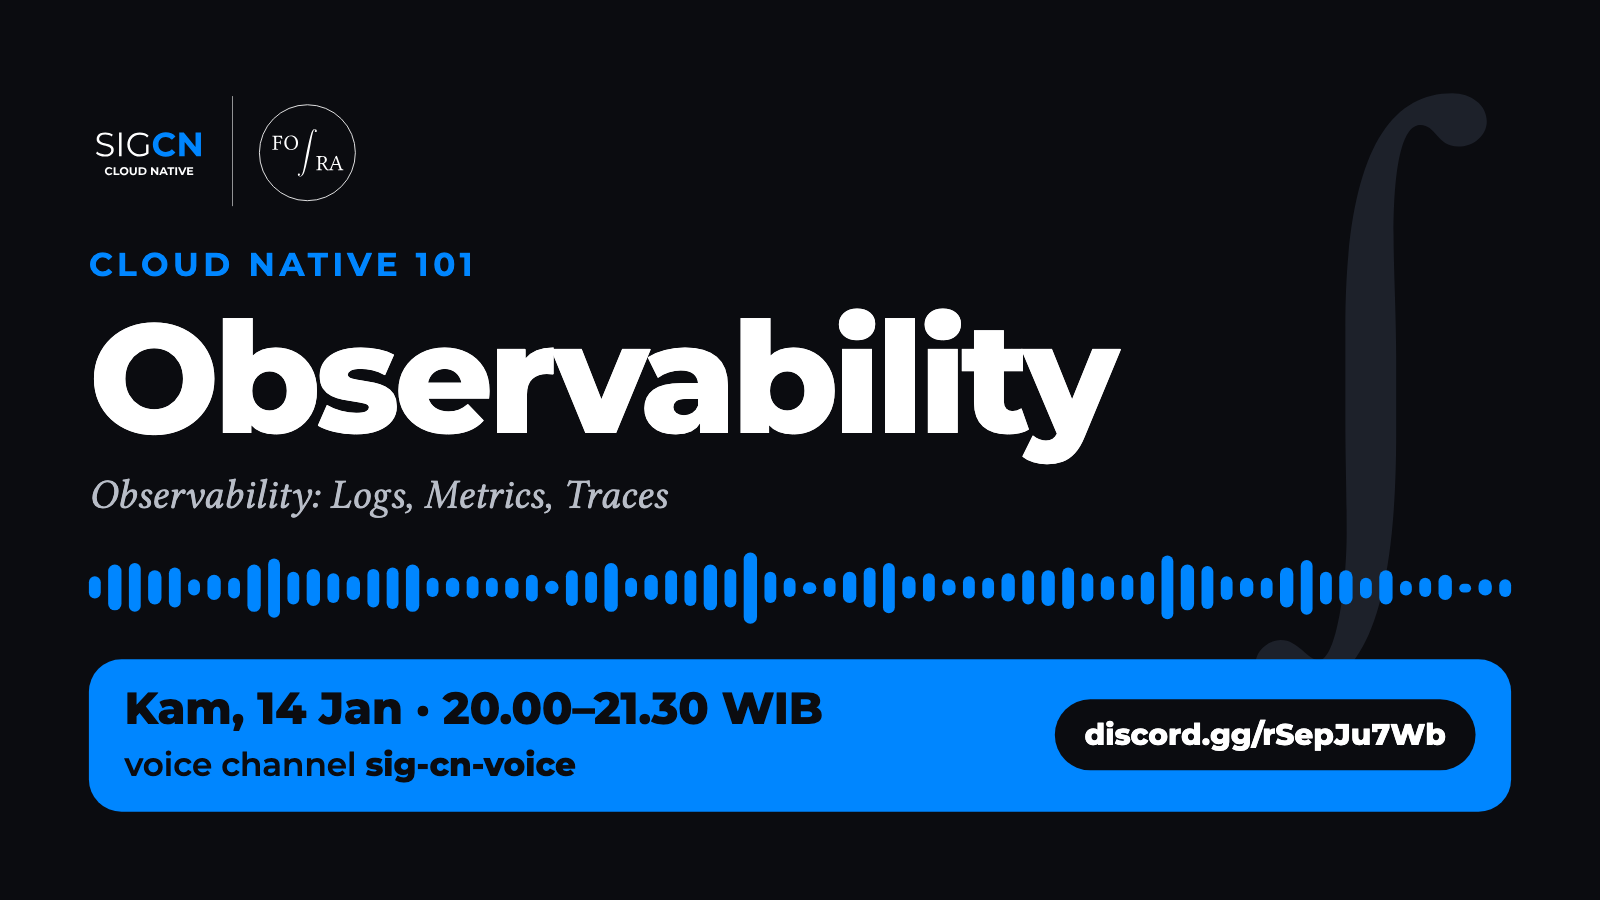 SIGCN
CLOUD NATIVE
FO∫RA
CLOUD NATIVE 101
Observability
Observability: Logs, Metrics, Traces
Kam, 14 Jan · 20.00–21.30 WIB
voice channel sig-cn-voice
discord.gg/rSepJu7Wb